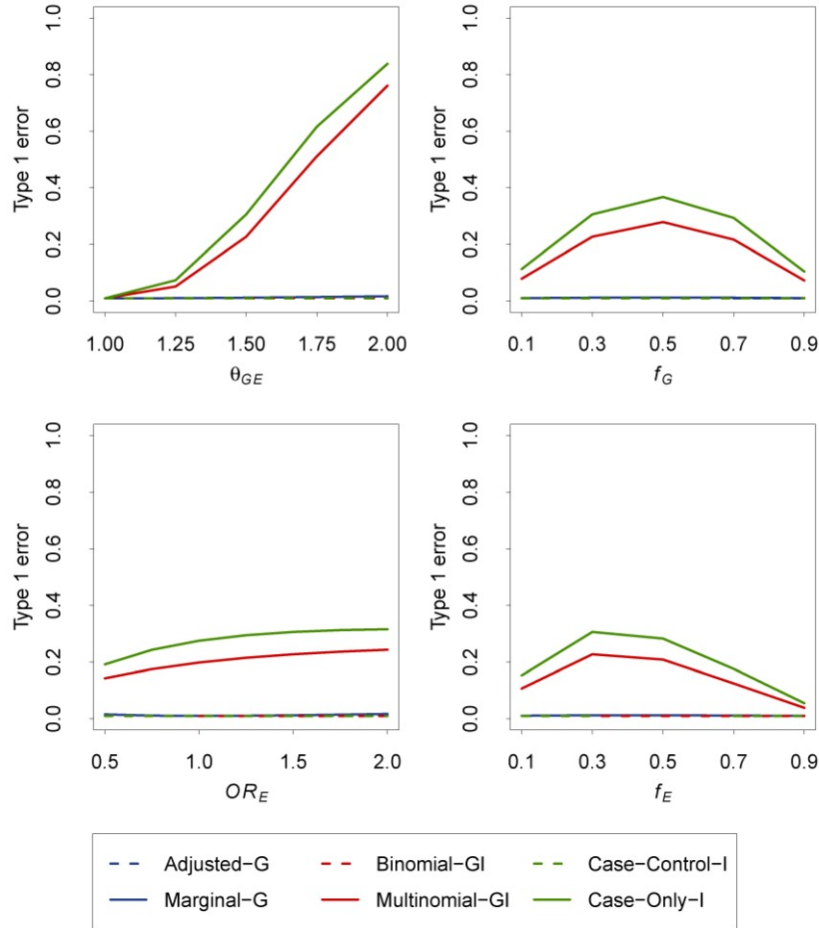 Type 1 error
0.0 0.2 0.4 0.6 0.8 1.0
1.00 1.25 1.50 1.75 2.00
θGE
Type 1 error
0.0 0.2 0.4 0.6 0.8 1.0
0.1 0.3 0.5 0.7 0.9
fG
Type 1 error
0.0 0.2 0.4 0.6 0.8 1.0
0.5 1.0 1.5 2.0
ORE
Type 1 error
0.0 0.2 0.4 0.6 0.8 1.0
0.1 0.3 0.5 0.7 0.9
fE
Adjusted−G Binomial−GI Case−Control−I
Marginal−G Multinomial−GI Case−Only−I